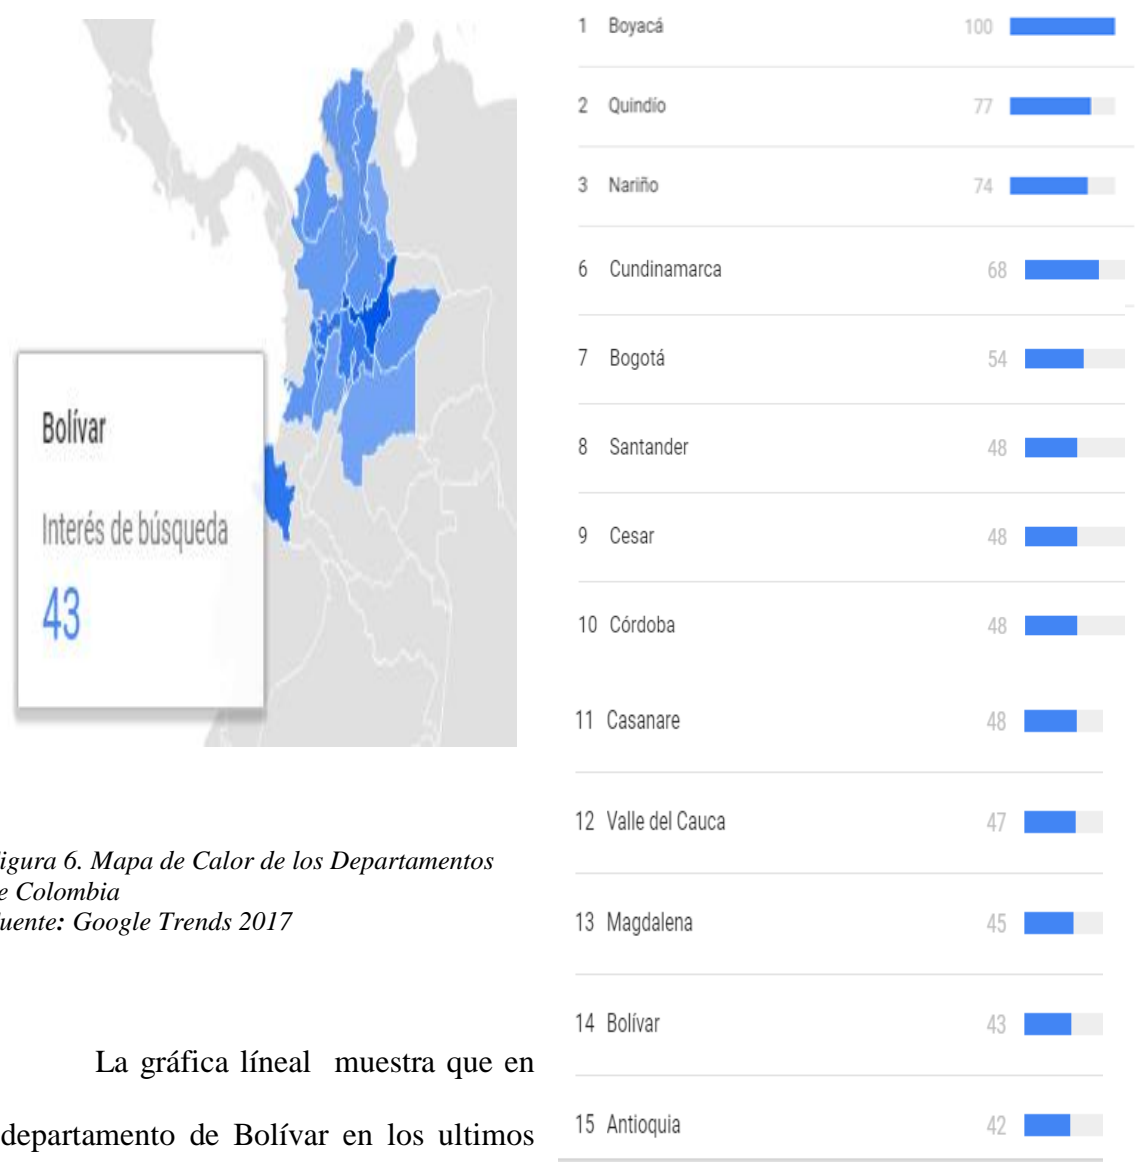 Bolívar
Interés de búsqueda
43
igura 6. Mapa de Calor de los Departamentos
e Colombia
uente: Google Trends 2017
La gráfica líneal muestra que en
departamento de Bolívar en los ultimos
1 Boyacá 100
2 Quindío 77
3 Nariño 74
6 Cundinamarca 68
7 Bogotá 54
8 Santander 48
9 Cesar 48
10 Córdoba 48
11 Casanare 48
12 Valle del Cauca 47
13 Magdalena 45
14 Bolívar 43
15 Antioquia 42